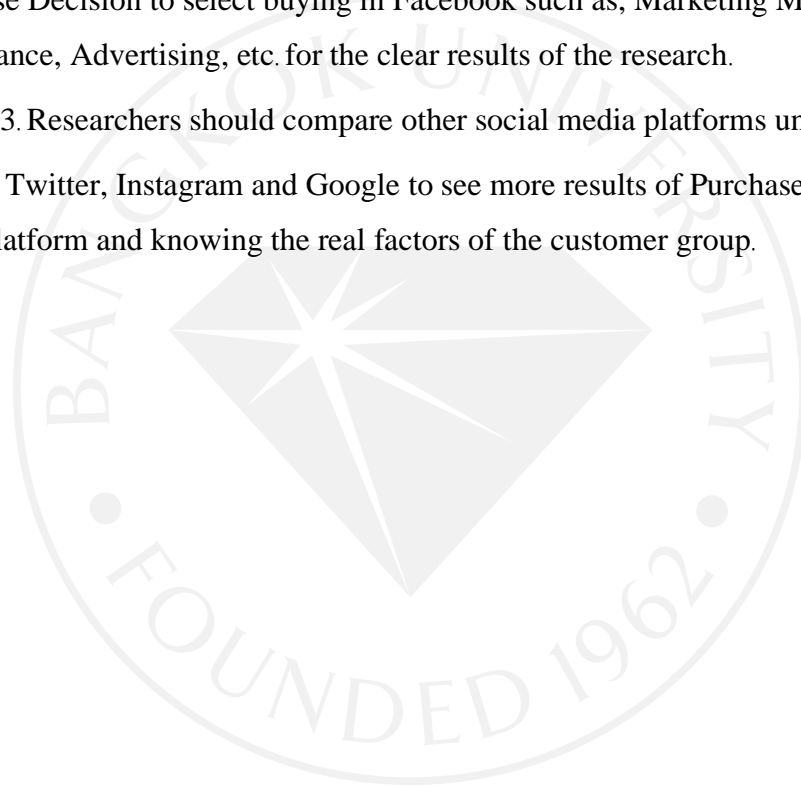 se Decision to select buying in Facebook such as, Marketing M
ance, Advertising, etc. for the clear results of the research.
3. Researchers should compare other social media platforms un
Twitter, Instagram and Google to see more results of Purchase
latform and knowing the real factors of the customer group.
BANGKOK UNIVERSITY
FOUNDED 1962